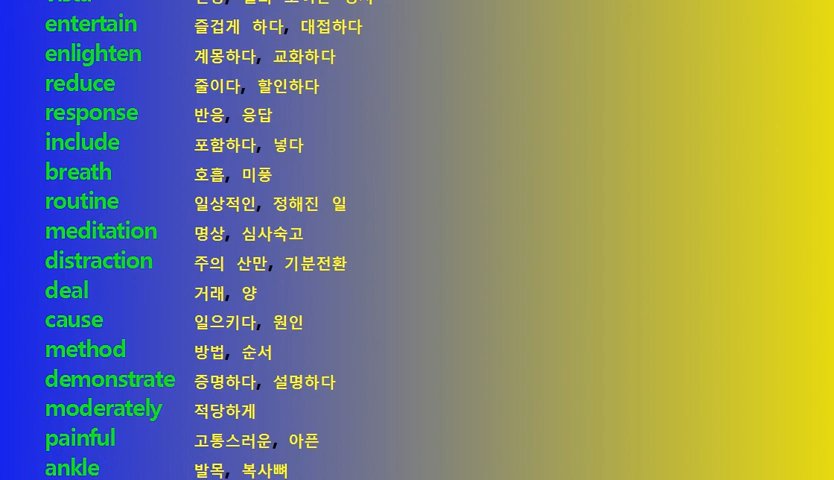 entertain 즐겁게 하다, 대접하다
enlighten 계몽하다, 교화하다
reduce 줄이다, 할인하다
response 반응, 응답
include 포함하다, 넣다
breath 호흡, 미풍
routine 일상적인, 정해진 일
meditation 명상, 심사숙고
distraction 주의 산만, 기분전환
deal 거래, 양
cause 일으키다, 원인
method 방법, 순서
demonstrate 증명하다, 설명하다
moderately 적당하게
painful 고통스러운, 아픈
ankle 발목, 복사뼈